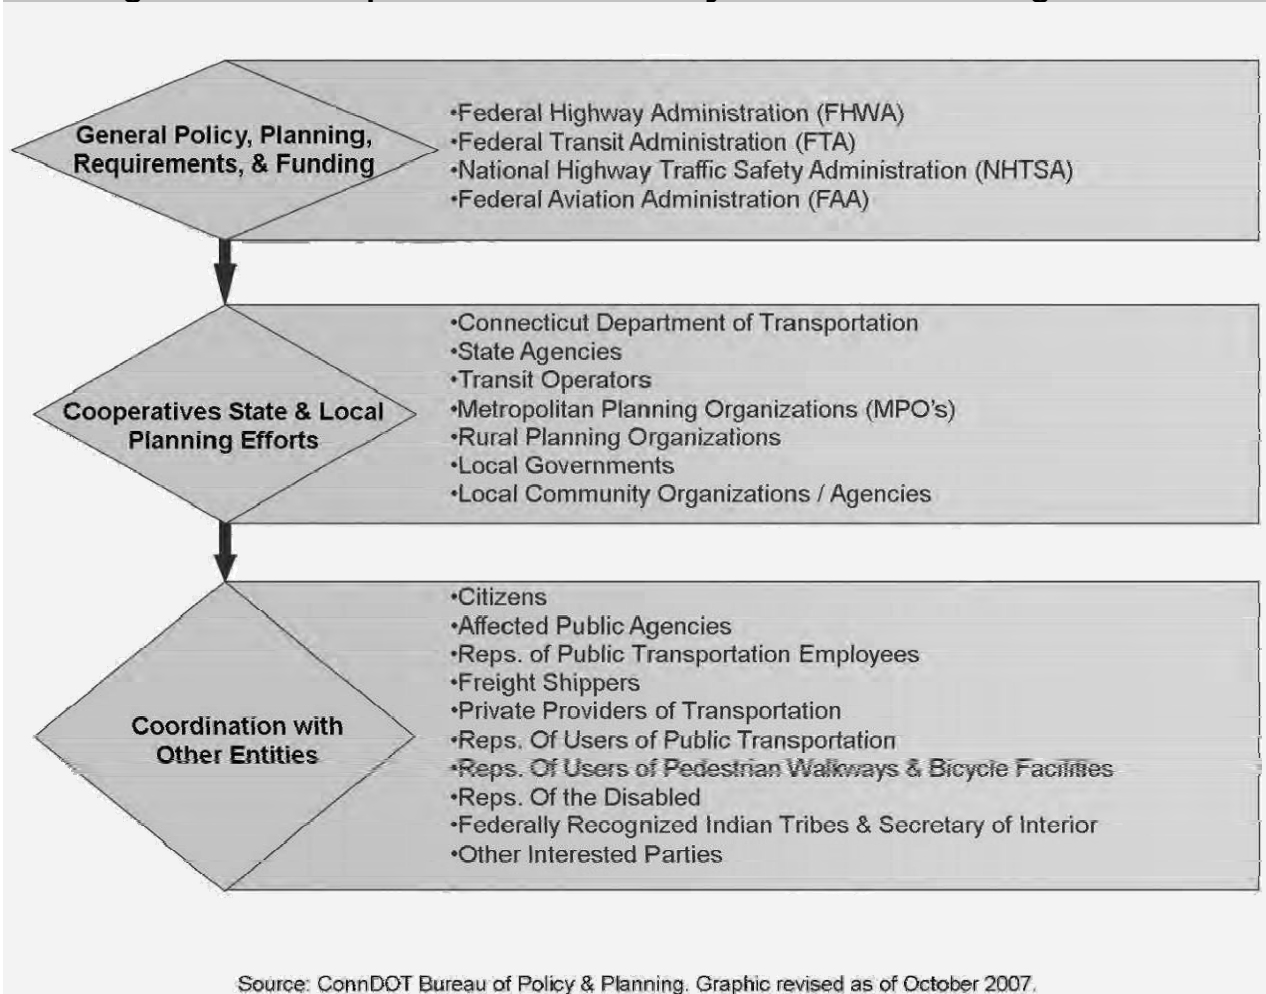 General Policy, Planning,
Requirements, & Funding
•Federal Highway Administration (FHWA)
•Federal Transit Administration (FTA)
•National Highway Traffic Safety Administration (NHTSA)
•Federal Aviation Administration (FAA)
Cooperatives State & Local
Planning Efforts
•Connecticut Department of Transportation
•State Agencies
•Transit Operators
•Metropolitan Planning Organizations (MPO's)
•Rural Planning Organizations
•Local Governments
•Local Community Organizations / Agencies
Coordination with
Other Entities
•Citizens
•Affected Public Agencies
•Reps. of Public Transportation Employees
•Freight Shippers
•Private Providers of Transportation
•Reps. Of Users of Public Transportation
•Reps. Of Users of Pedestrian Walkways & Bicycle Facilities
•Reps. Of the Disabled
•Federally Recognized Indian Tribes & Secretary of Interior
•Other Interested Parties
Source: ConnDOT Bureau of Policy & Planning. Graphic revised as of October 2007.